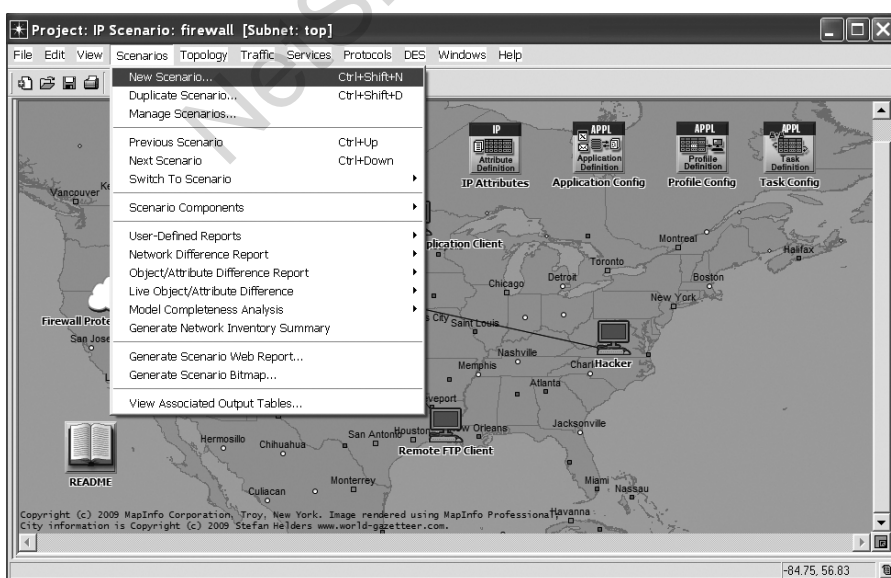 Project: IP Scenario: firewall [Subnet: top]
File Edit View Scenarios Topology Traffic Services Protocols DES Windows Help
New Scenario... Ctrl+Shift+N
Duplicate Scenario... Ctrl+Shift+D
Manage Scenarios...
Previous Scenario Ctrl+Up
Next Scenario Ctrl+Down
Switch To Scenario
Scenario Components
User-Defined Reports
Network Difference Report
Object/Attribute Difference Report
Live Object/Attribute Difference
Model Completeness Analysis
Generate Network Inventory Summary
Generate Scenario Web Report...
Generate Scenario Bitmap...
View Associated Output Tables...
IP
Attribute
Definition
IP Attributes
APPL
Application
Definition
Application Config
APPL
Profile
Definition
Profile Config
APPL
Task
Definition
Task Config
Vancouver
plication Client
Montreal
Halifax
Toronto
Detroit
Boston
Chicago
New York
Firewall Prote
City
Saint Louis
San Jose
Nashville
Charl
Hacker
Memphis
Atlanta
veport
Jacksonville
Hermosillo
Chihuahua
San Antonio
Houston
w Orleans
Remote FTP Client
README
Monterrey
Miami
Nassau
Culiacan
Havanna
Copyright (c) 2009 MapInfo Corporation, Troy, New York. Image rendered using MapInfo Professional
City information is Copyright (c) 2009 Stefan Helders www.world-gazetteer.com.
-84.75, 56.83